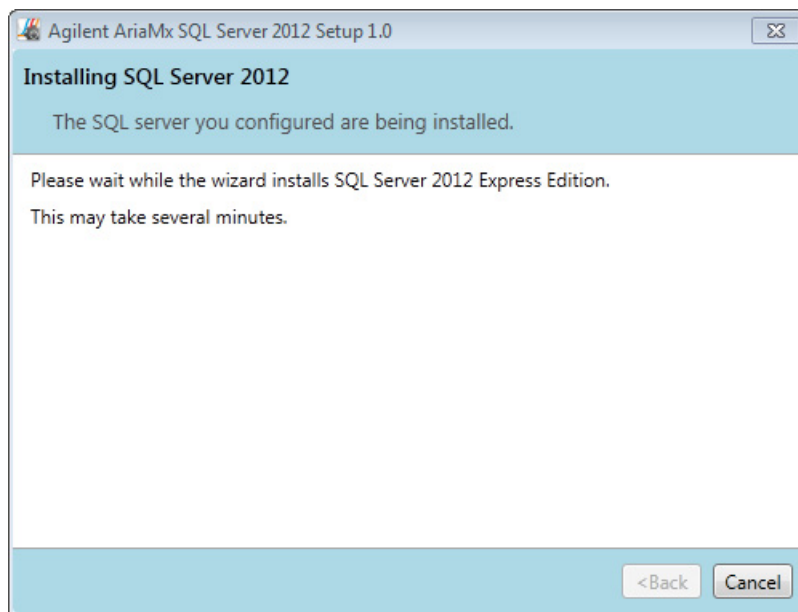 Agilent AriaMx SQL Server 2012 Setup 1.0
Installing SQL Server 2012
The SQL server you configured are being installed.
Please wait while the wizard installs SQL Server 2012 Express Edition.
This may take several minutes.
<Back
Cancel